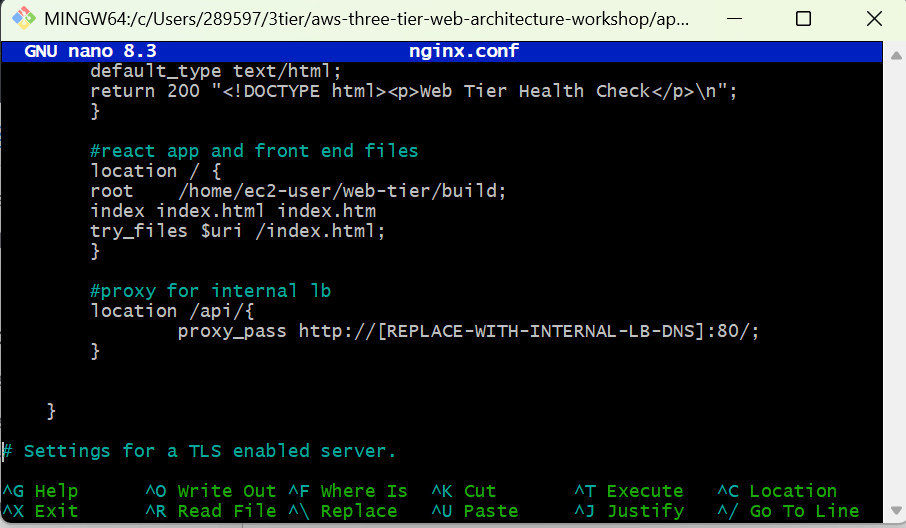 MINGW64:/c/Users/289597/3tier/aws-three-tier-web-architecture-workshop/ap...
GNU nano 8.3 nginx.conf
default_type text/html;
return 200 "<!DOCTYPE html><p>Web Tier Health Check</p>\n";
}
#react app and front end files
location / {
root    /home/ec2-user/web-tier/build;
index index.html index.htm
try_files $uri /index.html;
}
#proxy for internal lb
location /api/{
proxy_pass http://[REPLACE-WITH-INTERNAL-LB-DNS]:80/;
}
}
# Settings for a TLS enabled server.
^G Help ^O Write Out ^F Where Is ^K Cut ^T Execute ^C Location
^X Exit ^R Read File ^\ Replace ^U Paste ^J Justify ^/ Go To Line